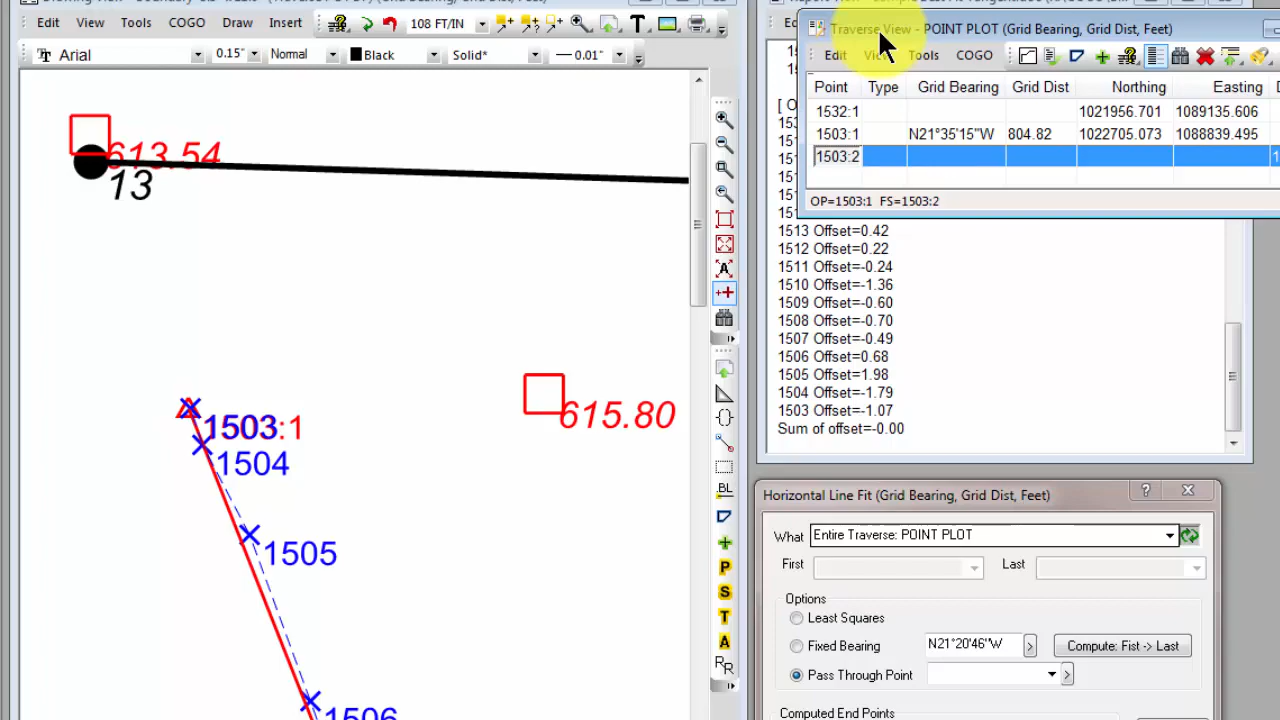 Edit View Tools COGO Draw Insert 108 FT/IN
Arial 0.15" Normal Black Solid* 0.01"
613.54
13
615.80
1503:1
1504
1505
1506
Traverse View - POINT PLOT (Grid Bearing, Grid Dist, Feet)
Edit View Tools COGO
Point Type Grid Bearing Grid Dist Northing Easting
1532:1 1021956.701 1089135.606
1503:1 N21°35'15"W 804.82 1022705.073 1088839.495
1503:2
OP=1503:1 FS=1503:2
1513 Offset=0.42
1512 Offset=0.22
1511 Offset=-0.24
1510 Offset=-1.36
1509 Offset=-0.60
1508 Offset=-0.70
1507 Offset=-0.49
1506 Offset=0.68
1505 Offset=1.98
1504 Offset=-1.79
1503 Offset=-1.07
Sum of offset=-0.00
Horizontal Line Fit (Grid Bearing, Grid Dist, Feet)
What Entire Traverse: POINT PLOT
First Last
Options
Least Squares
Fixed Bearing N21°20'46"W > Compute: Fist -> Last
Pass Through Point >
Computed End Points
BL
P
S
T
A
RR